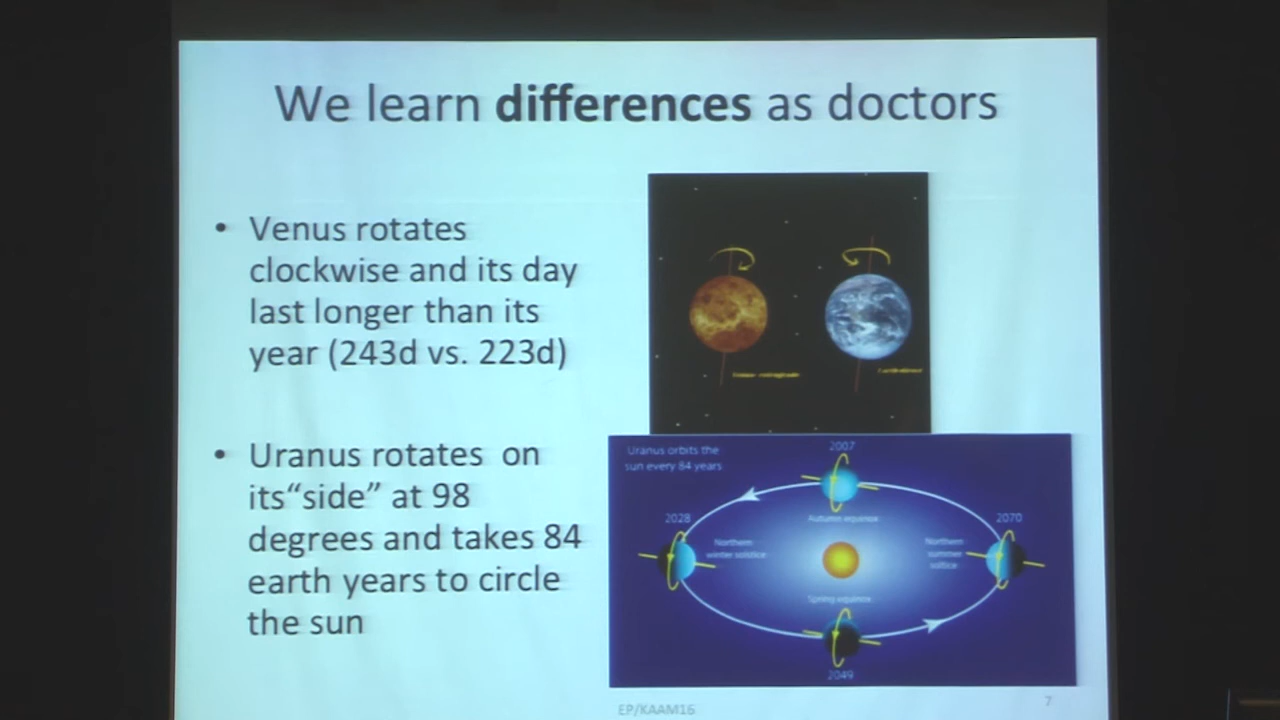 We learn differences as doctors
• Venus rotates
clockwise and its day
last longer than its
year (243d vs. 223d)
• Uranus rotates on
its“side” at 98
degrees and takes 84
earth years to circle
the sun
Uranus orbits the
sun every 84 years
2007
Autumn equinox
2028
Northern
winter solstice
2070
Northern
summer
solstice
Spring equinox
2049
EP/KAAM16
7